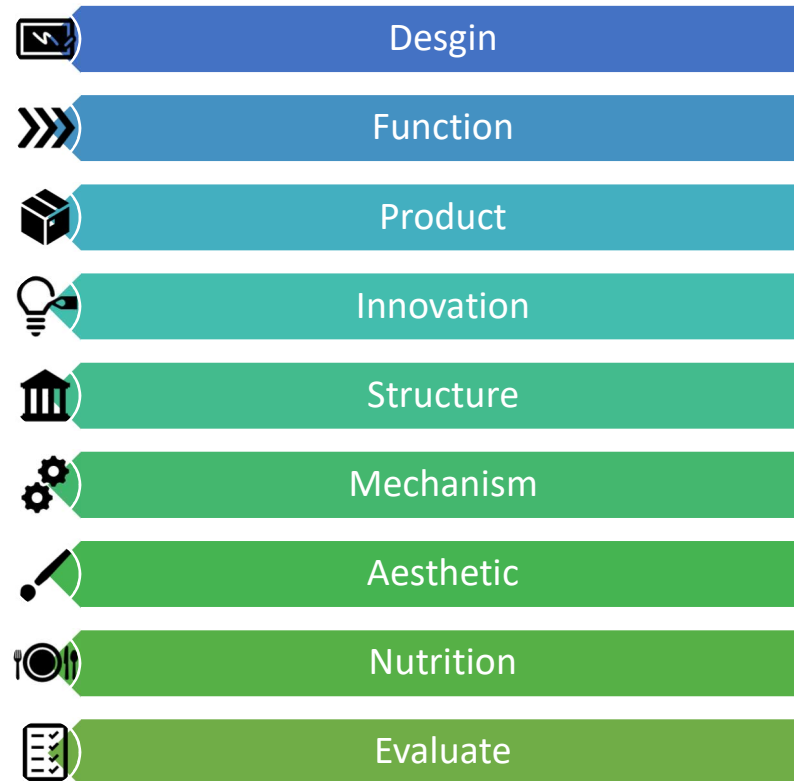 Desgin
Function
Product
Innovation
Structure
Mechanism
Aesthetic
Nutrition
Evaluate